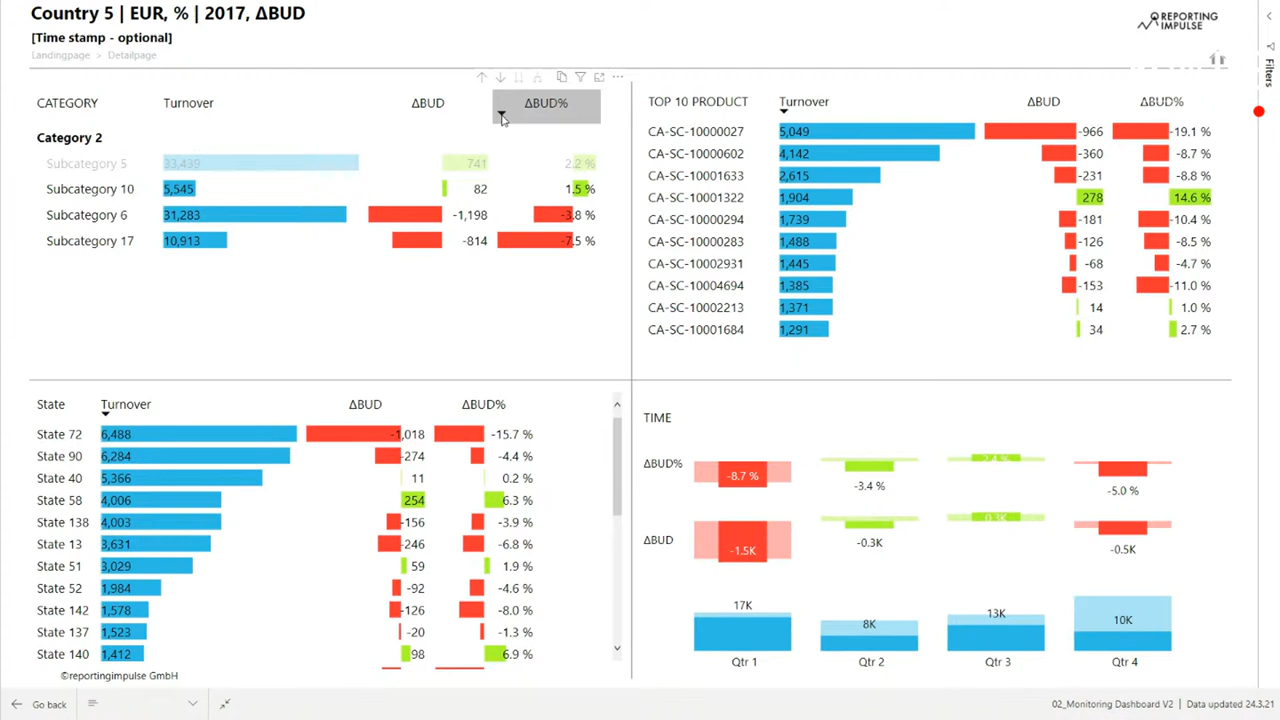 Country 5 | EUR, % | 2017, ΔBUD
[Time stamp - optional]
Landingpage > Detailpage
REPORTING
IMPULSE
Filters
CATEGORY Turnover ΔBUD ΔBUD%
Category 2
Subcategory 5 33,439 741 2.2 %
Subcategory 10 5,545 82 1.5 %
Subcategory 6 31,283 -1,198 -3.8 %
Subcategory 17 10,913 -814 -7.5 %
TOP 10 PRODUCT Turnover ΔBUD ΔBUD%
CA-SC-10000027 5,049 -966 -19.1 %
CA-SC-10000602 4,142 -360 -8.7 %
CA-SC-10001633 2,615 -231 -8.8 %
CA-SC-10001322 1,904 278 14.6 %
CA-SC-10000294 1,739 -181 -10.4 %
CA-SC-10000283 1,488 -126 -8.5 %
CA-SC-10002931 1,445 -68 -4.7 %
CA-SC-10004694 1,385 -153 -11.0 %
CA-SC-10002213 1,371 14 1.0 %
CA-SC-10001684 1,291 34 2.7 %
State Turnover ΔBUD ΔBUD%
State 72 6,488 -1,018 -15.7 %
State 90 6,284 -274 -4.4 %
State 40 5,366 11 0.2 %
State 58 4,006 254 6.3 %
State 138 4,003 -156 -3.9 %
State 13 3,631 -246 -6.8 %
State 51 3,029 59 1.9 %
State 52 1,984 -92 -4.6 %
State 142 1,578 -126 -8.0 %
State 137 1,523 -20 -1.3 %
State 140 1,412 98 6.9 %
©reportingimpulse GmbH
TIME
ΔBUD% -8.7 % -3.4 % 2.4 % -5.0 %
ΔBUD -1.5K -0.3K 0.3K -0.5K
17K 8K 13K 10K
Qtr 1 Qtr 2 Qtr 3 Qtr 4
Go back
02_Monitoring Dashboard V2 | Data updated 24.3.21